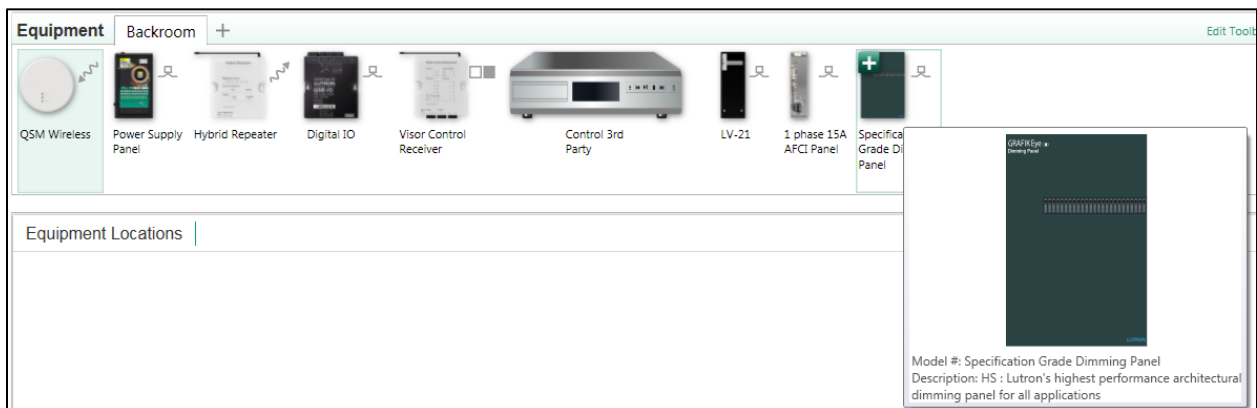 Equipment
Backroom
+
Edit Toolb
QSM Wireless
Power Supply
Panel
Hybrid Repeater
Digital IO
Visor Control
Receiver
Control 3rd
Party
LV-21
1 phase 15A
AFCI Panel
Specifica
Grade Di
Panel
GRAFIK Eye
Dimming Panel
LUTRON
Model #: Specification Grade Dimming Panel
Description: HS : Lutron's highest performance architectural
dimming panel for all applications
Equipment Locations